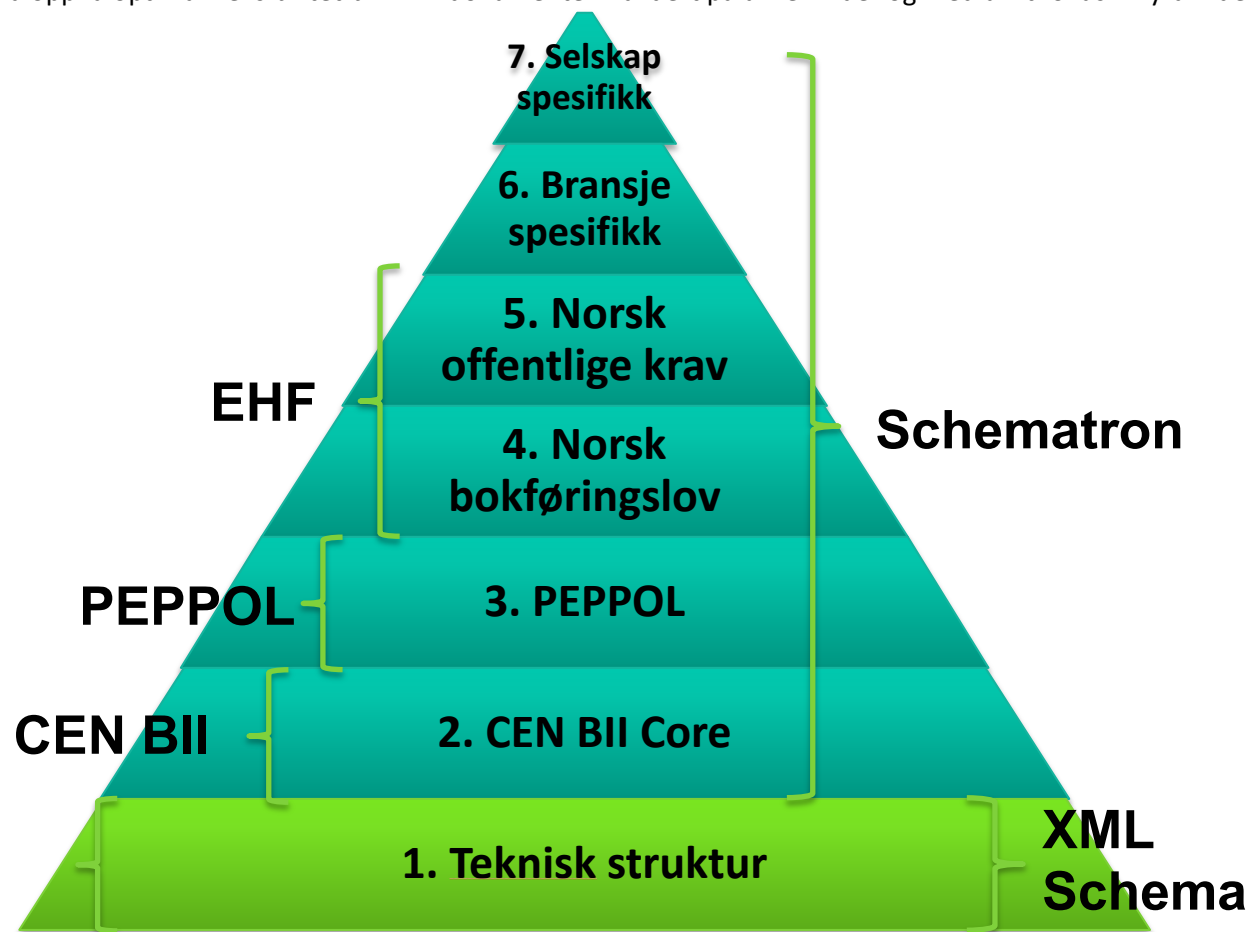 7. Selskap
spesifikk
6. Bransje
spesifikk
5. Norsk
offentlige krav
EHF
Schematron
4. Norsk
bokføringslov
PEPPOL
3. PEPPOL
CEN BII
2. CEN BII Core
XML
Schema
1. Teknisk struktur